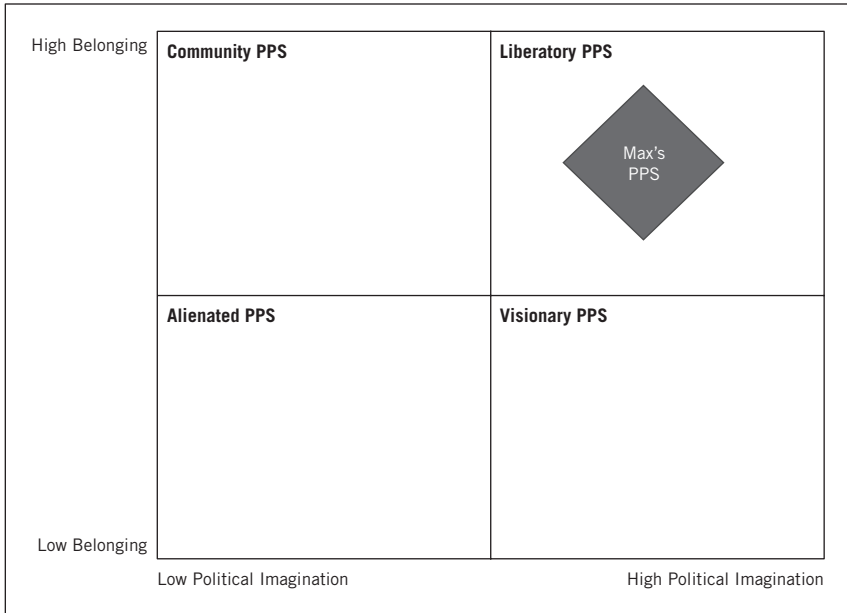 High Belonging
Community PPS
Liberatory PPS
Max's
PPS
Alienated PPS
Visionary PPS
Low Belonging
Low Political Imagination
High Political Imagination